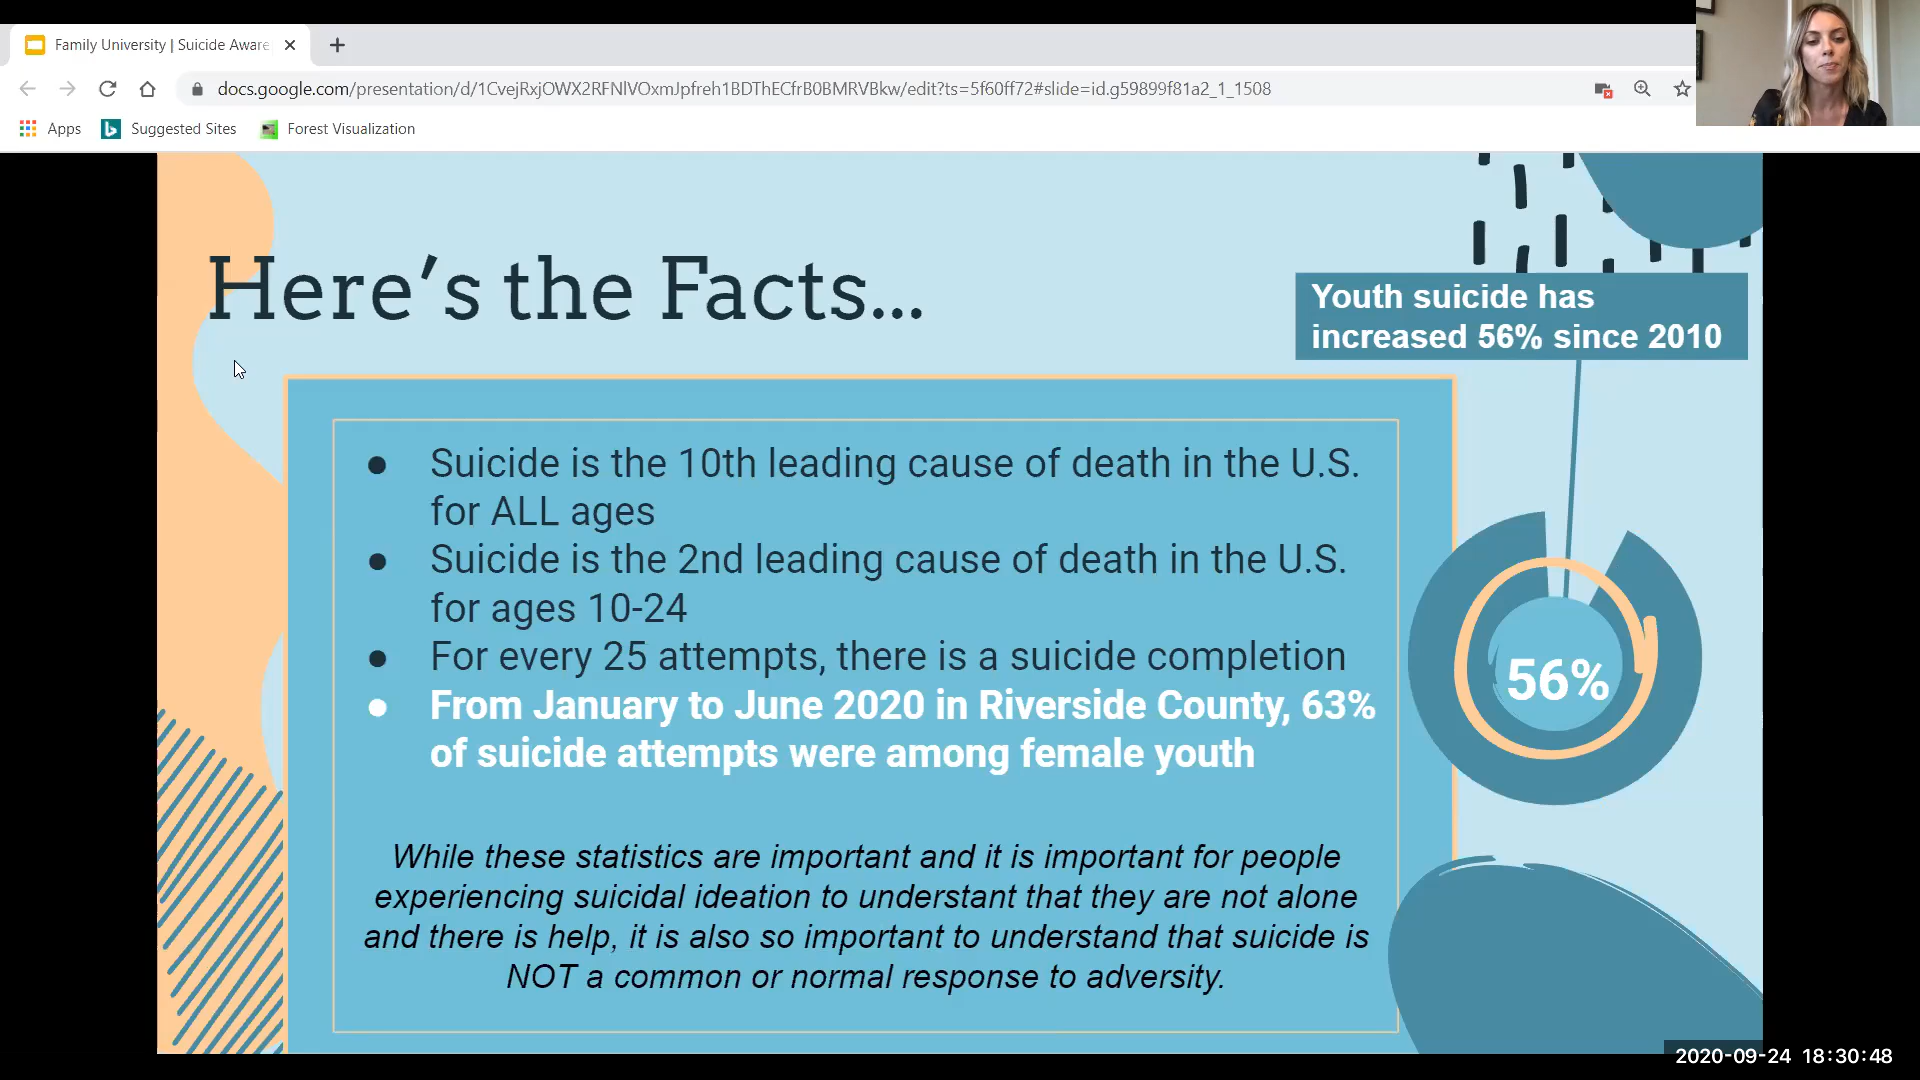 Family University | Suicide Aware
docs.google.com/presentation/d/1CvejRxjOWX2RFNlVOxmJpfreh1BDThECfrB0BMRVBkw/edit?ts=5f60ff72#slide=id.g59899f81a2_1_1508
Apps Suggested Sites Forest Visualization
Here's the Facts...
Youth suicide has
increased 56% since 2010
● Suicide is the 10th leading cause of death in the U.S.
for ALL ages
● Suicide is the 2nd leading cause of death in the U.S.
for ages 10-24
● For every 25 attempts, there is a suicide completion
● From January to June 2020 in Riverside County, 63%
of suicide attempts were among female youth
56%
While these statistics are important and it is important for people
experiencing suicidal ideation to understant that they are not alone
and there is help, it is also so important to understand that suicide is
NOT a common or normal response to adversity.
2020-09-24 18:30:48